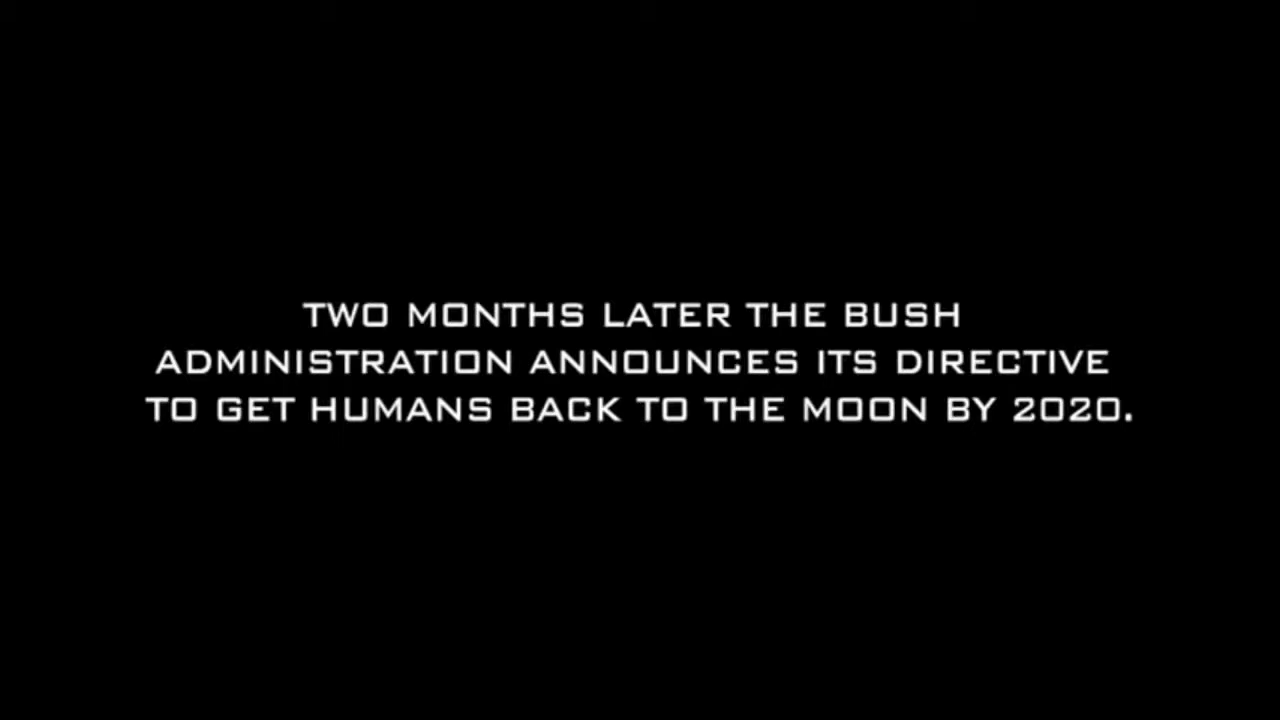 TWO MONTHS LATER THE BUSH
ADMINISTRATION ANNOUNCES ITS DIRECTIVE
TO GET HUMANS BACK TO THE MOON BY 2020.